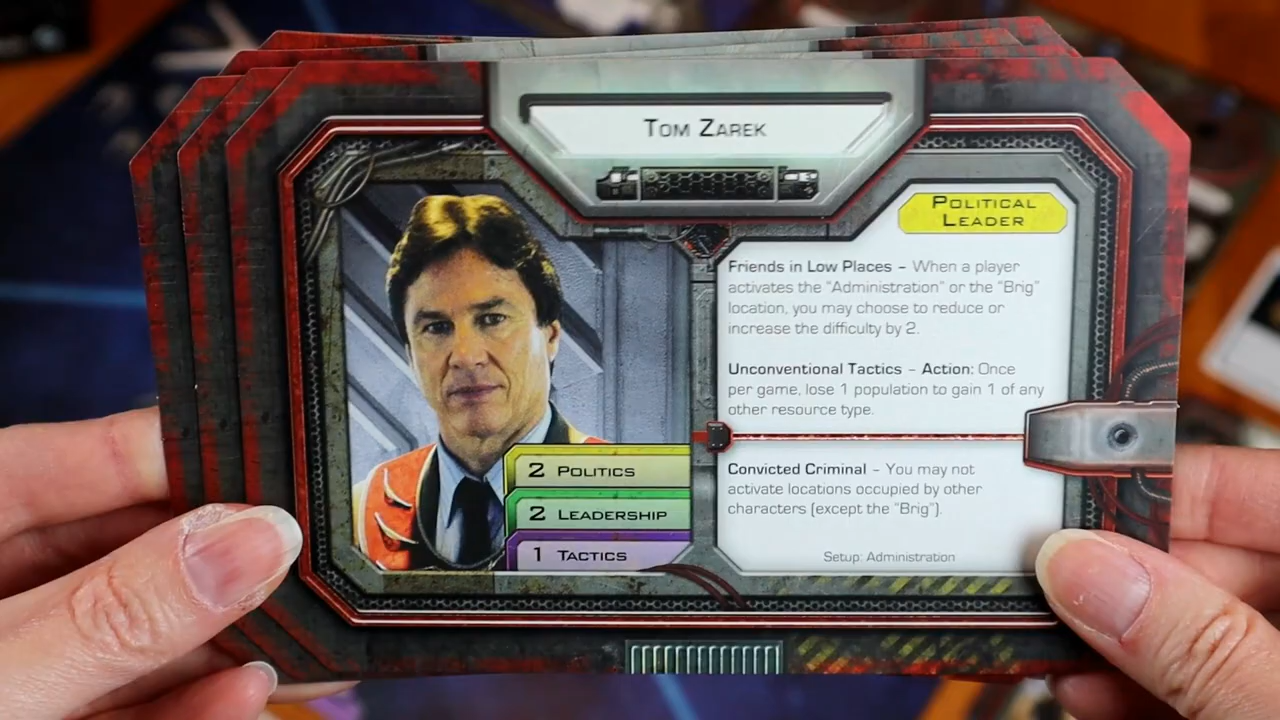 Tom Zarek
Political
Leader
Friends in Low Places – When a player
activates the "Administration" or the "Brig"
location, you may choose to reduce or
increase the difficulty by 2.
Unconventional Tactics – Action: Once
per game, lose 1 population to gain 1 of any
other resource type.
Convicted Criminal – You may not
activate locations occupied by other
characters (except the "Brig").
Setup: Administration
2 Politics
2 Leadership
1 Tactics